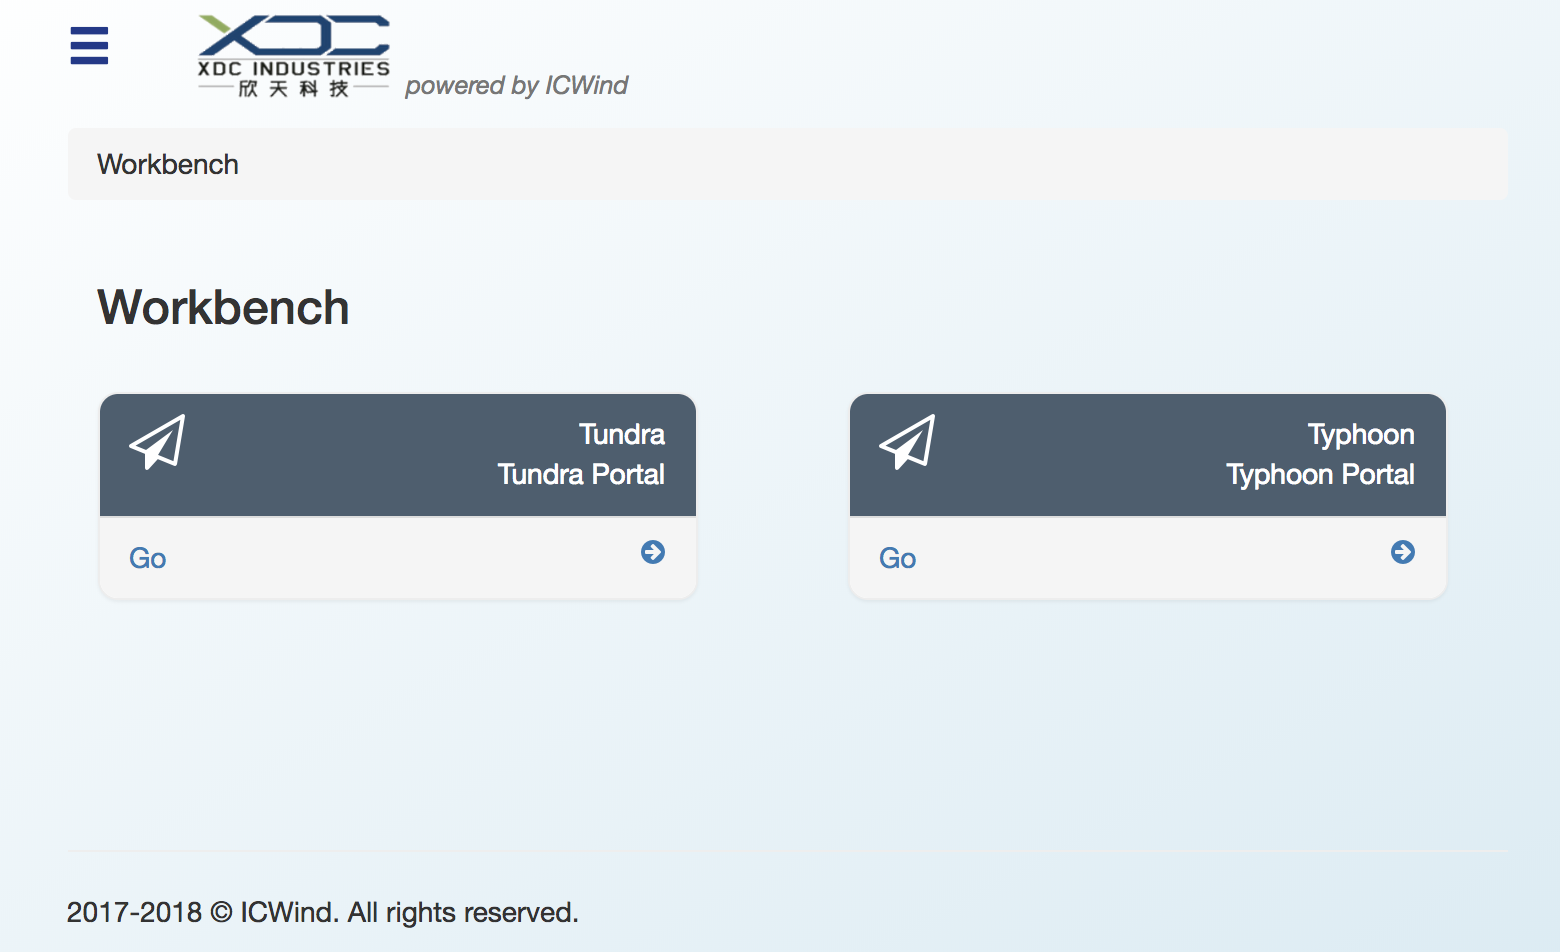 XDC
XDC INDUSTRIES
欣天科技
powered by ICWind
Workbench
Workbench
Tundra
Tundra Portal
Go
Typhoon
Typhoon Portal
Go
2017-2018 © ICWind. All rights reserved.